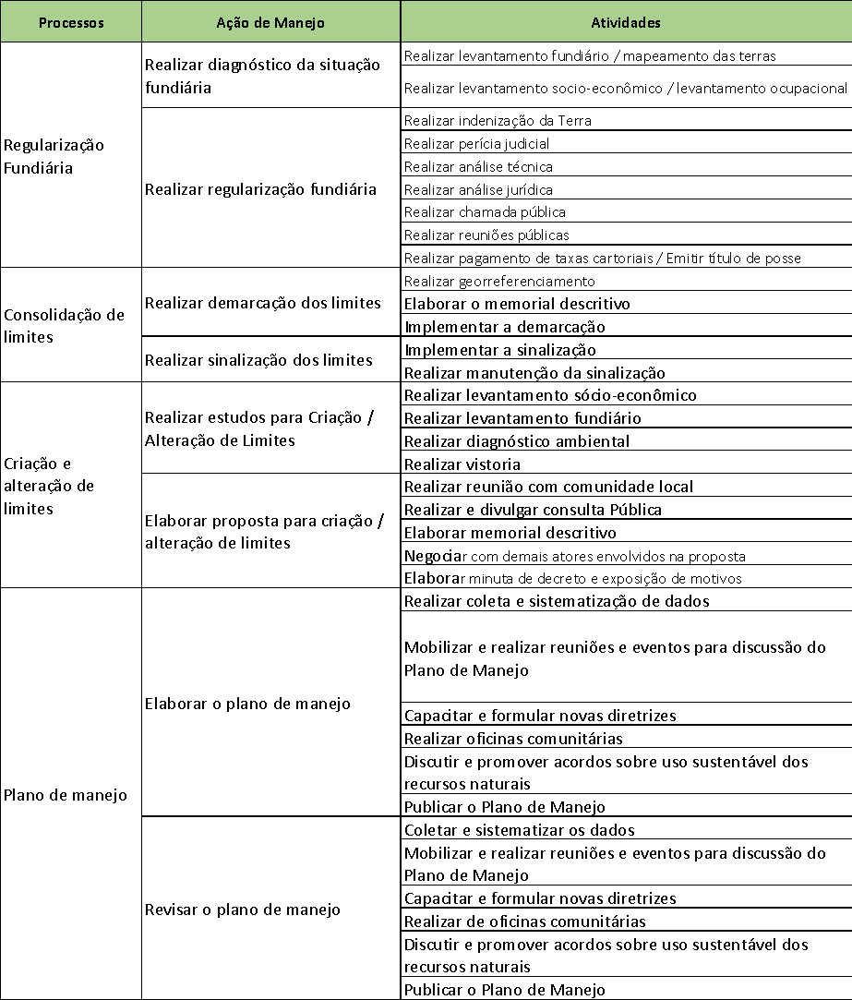 Processos
Ação de Manejo
Atividades
Regularização
Fundiária
Realizar diagnóstico da situação
fundiária
Realizar levantamento fundiário / mapeamento das terras
Realizar levantamento socio-econômico / levantamento ocupacional
Realizar regularização fundiária
Realizar indenização da Terra
Realizar perícia judicial
Realizar análise técnica
Realizar análise jurídica
Realizar chamada pública
Realizar reuniões públicas
Realizar pagamento de taxas cartoriais / Emitir título de posse
Consolidação de
limites
Realizar demarcação dos limites
Realizar georreferenciamento
Elaborar o memorial descritivo
Implementar a demarcação
Realizar sinalização dos limites
Implementar a sinalização
Realizar manutenção da sinalização
Criação e
alteração de
limites
Realizar estudos para Criação /
Alteração de Limites
Realizar levantamento sócio-econômico
Realizar levantamento fundiário
Realizar diagnóstico ambiental
Realizar vistoria
Elaborar proposta para criação /
alteração de limites
Realizar reunião com comunidade local
Realizar e divulgar consulta Pública
Elaborar memorial descritivo
Negociar com demais atores envolvidos na proposta
Elaborar minuta de decreto e exposição de motivos
Plano de manejo
Elaborar o plano de manejo
Realizar coleta e sistematização de dados
Mobilizar e realizar reuniões e eventos para discussão do
Plano de Manejo
Capacitar e formular novas diretrizes
Realizar oficinas comunitárias
Discutir e promover acordos sobre uso sustentável dos
recursos naturais
Publicar o Plano de Manejo
Revisar o plano de manejo
Coletar e sistematizar os dados
Mobilizar e realizar reuniões e eventos para discussão do
Plano de Manejo
Capacitar e formular novas diretrizes
Realizar de oficinas comunitárias
Discutir e promover acordos sobre uso sustentável dos
recursos naturais
Publicar o Plano de Manejo